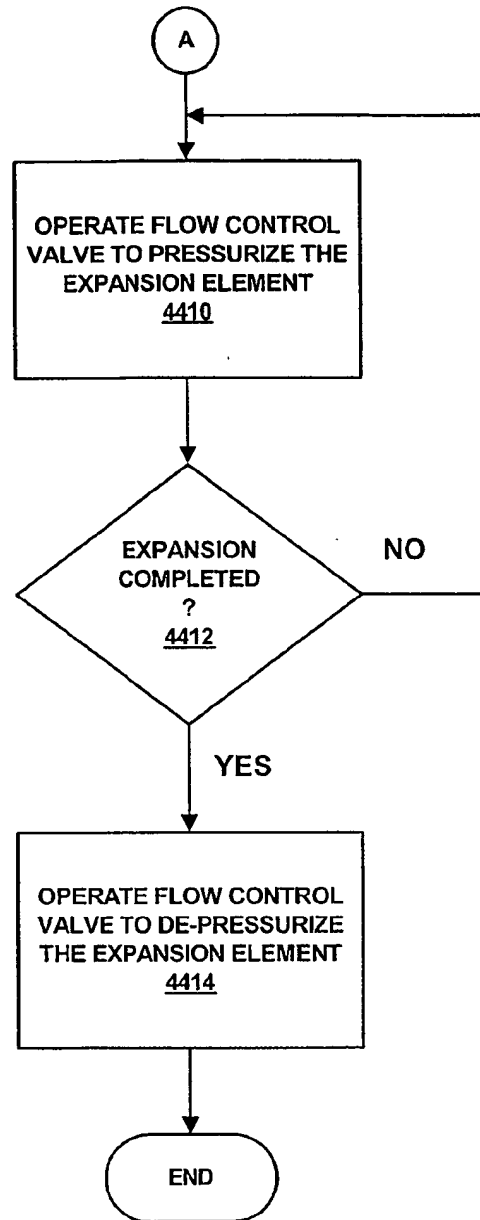 A
OPERATE FLOW CONTROL
VALVE TO PRESSURIZE THE
EXPANSION ELEMENT
4410
EXPANSION
COMPLETED
?
4412
NO
YES
OPERATE FLOW CONTROL
VALVE TO DE-PRESSURIZE
THE EXPANSION ELEMENT
4414
END